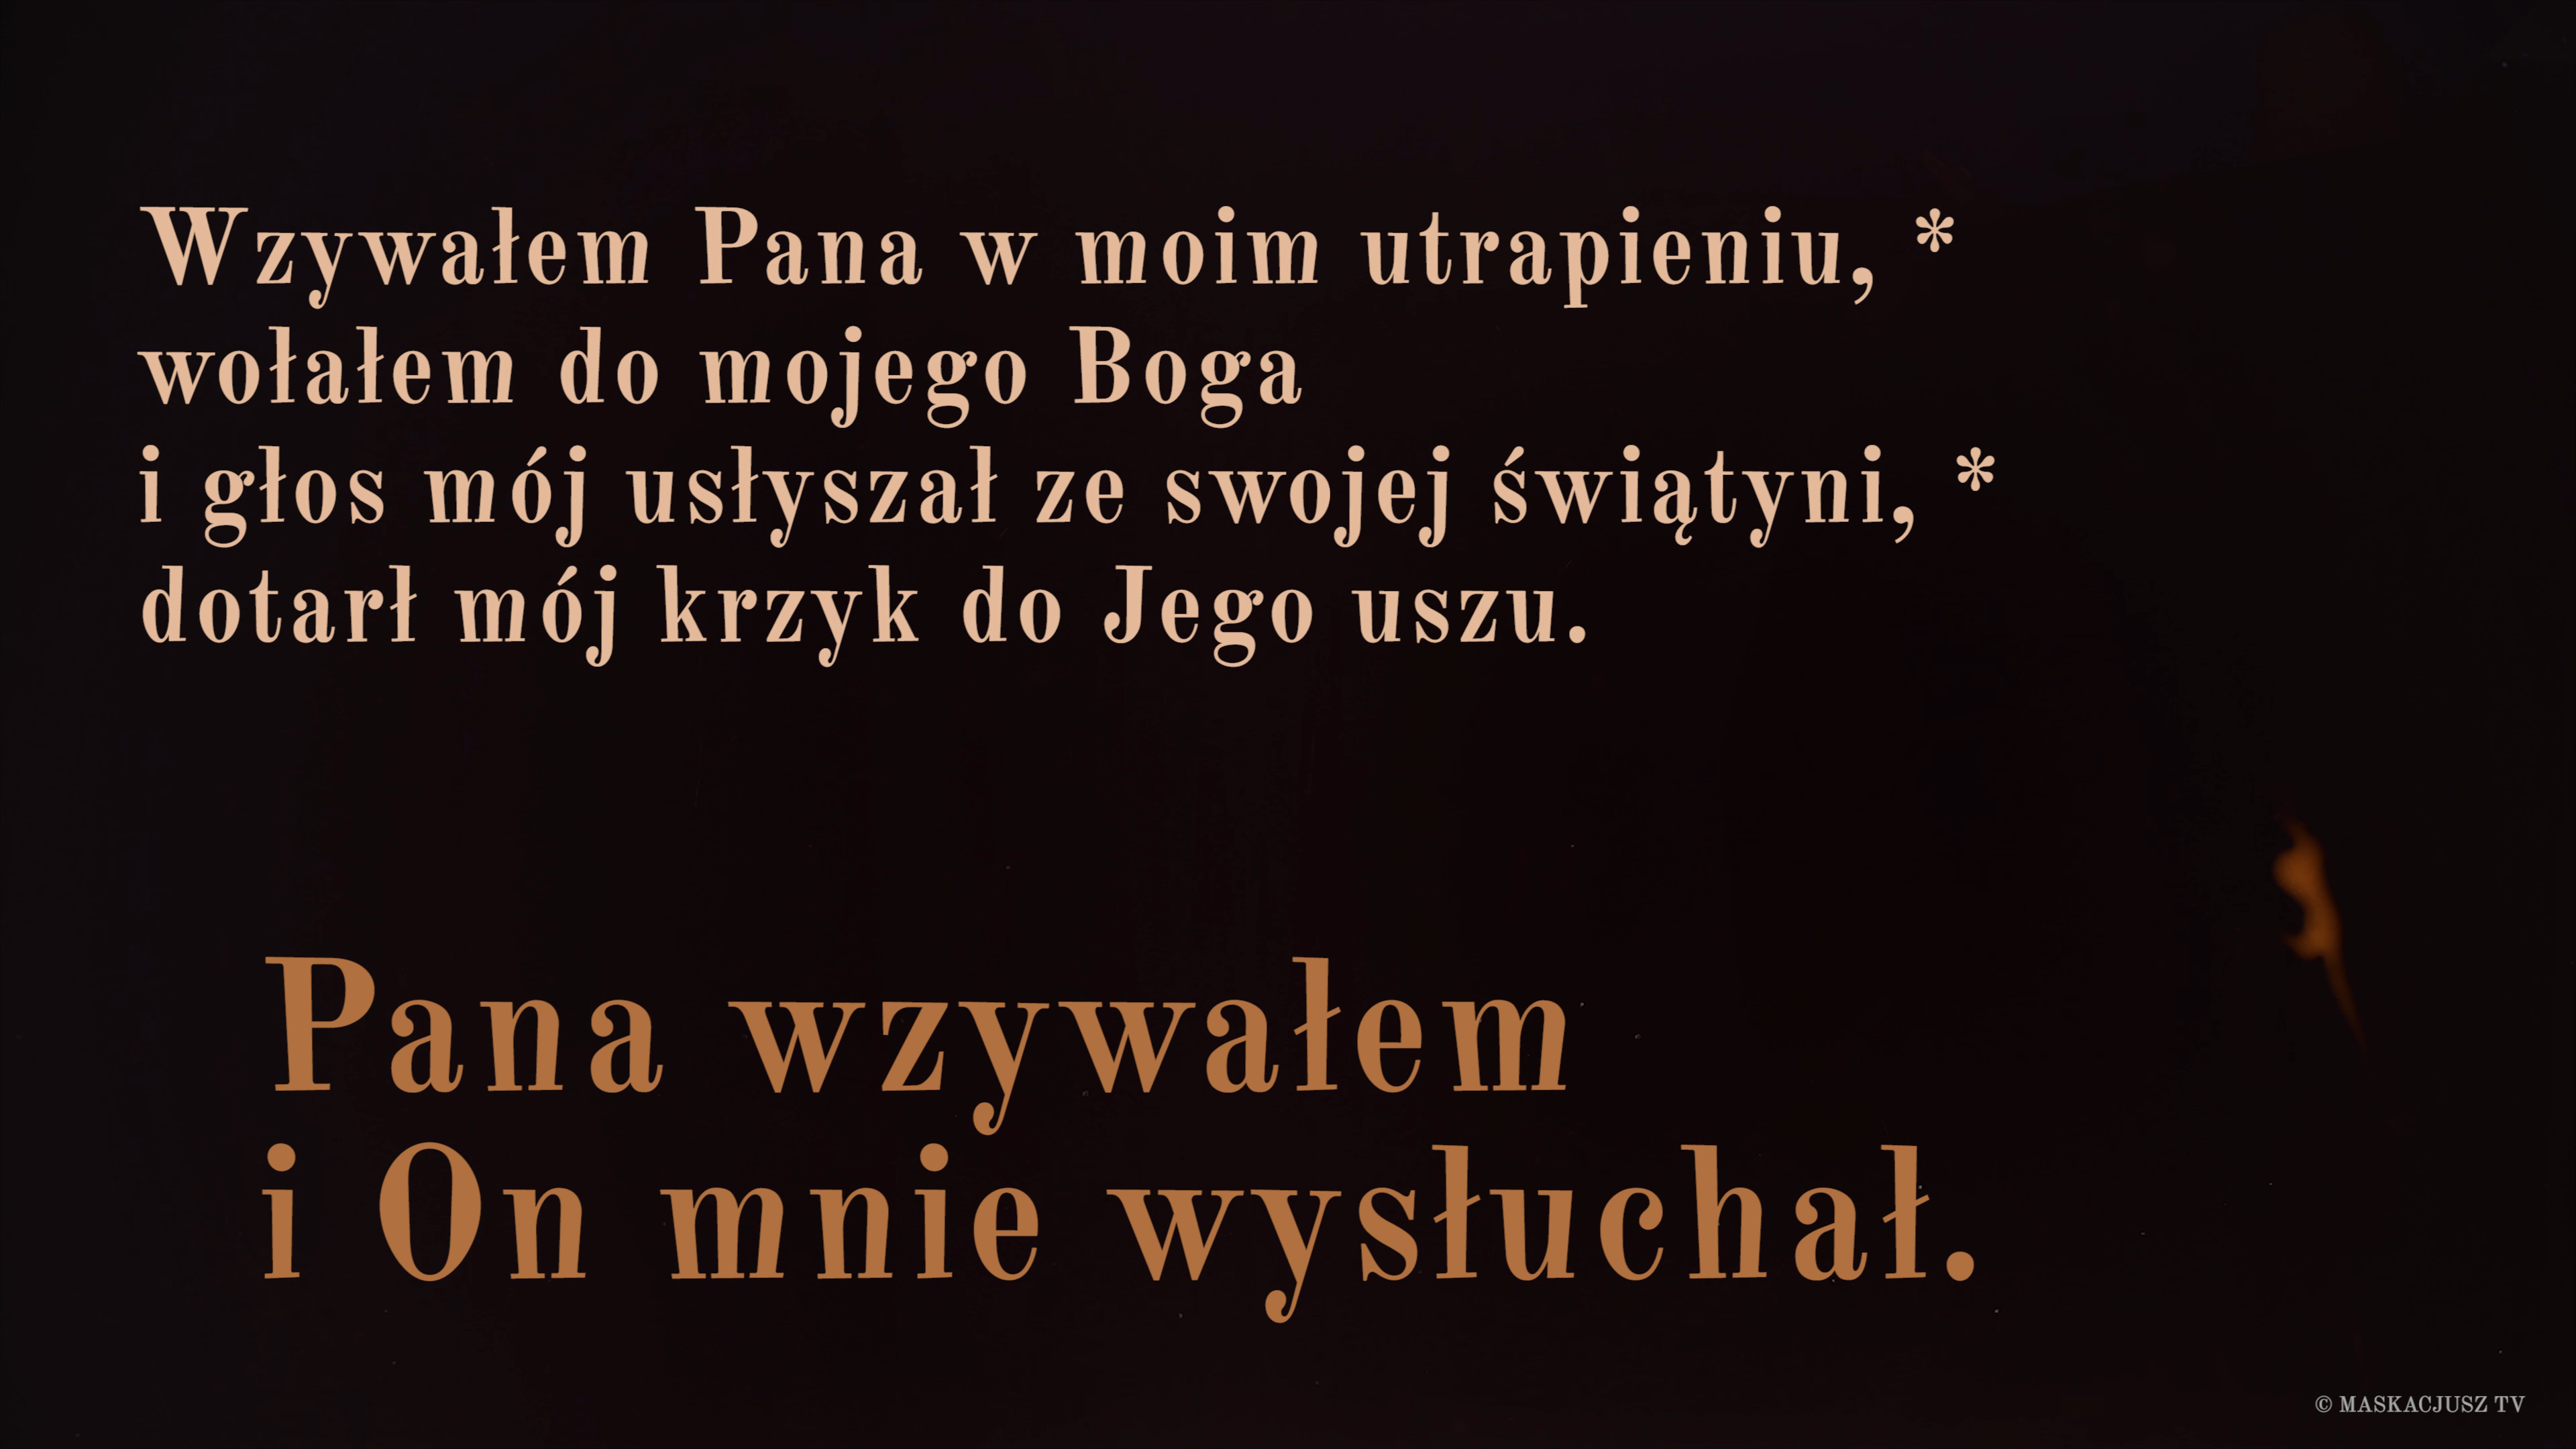 Wzywałem Pana w moim utrapieniu, *
wołałem do mojego Boga
i głos mój usłyszał ze swojej świątyni, *
dotarł mój krzyk do Jego uszu.
Pana wzywałem
i On mnie wysłuchał.
© MASKACJUSZ TV